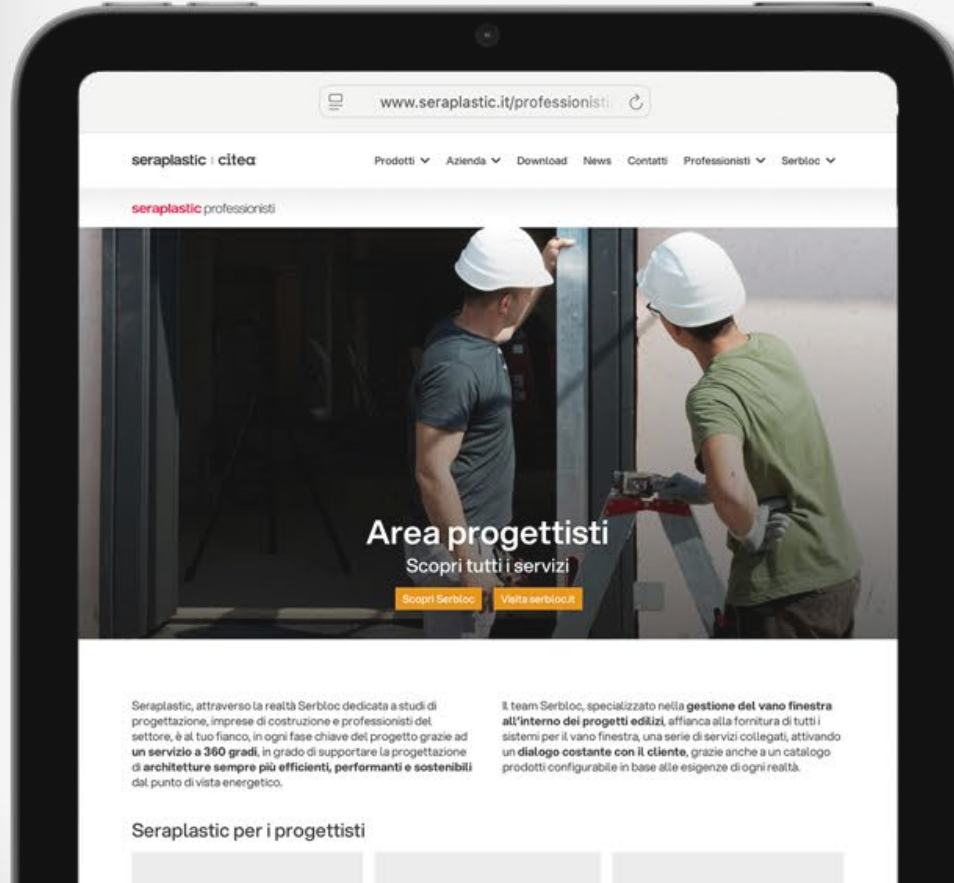 www.seraplastic.it/professionisti
seraplastic | citea
Prodotti Azienda Download News Contatti Professionisti Serbloc
seraplastic professionisti
Area progettisti
Scopri tutti i servizi
Scopri Serbloc Visita serbloc.it
Seraplastic, attraverso la realtà Serbloc dedicata a studi di
progettazione, imprese di costruzione e professionisti del
settore, è al tuo fianco, in ogni fase chiave del progetto grazie ad
un servizio a 360 gradi, in grado di supportare la progettazione
di architetture sempre più efficienti, performanti e sostenibili
dal punto di vista energetico.
Il team Serbloc, specializzato nella gestione del vano finestra
all'interno dei progetti edilizi, affianca alla fornitura di tutti i
sistemi per il vano finestra, una serie di servizi collegati, attivando
un dialogo costante con il cliente, grazie anche a un catalogo
prodotti configurabile in base alle esigenze di ogni realtà.
Seraplastic per i progettisti